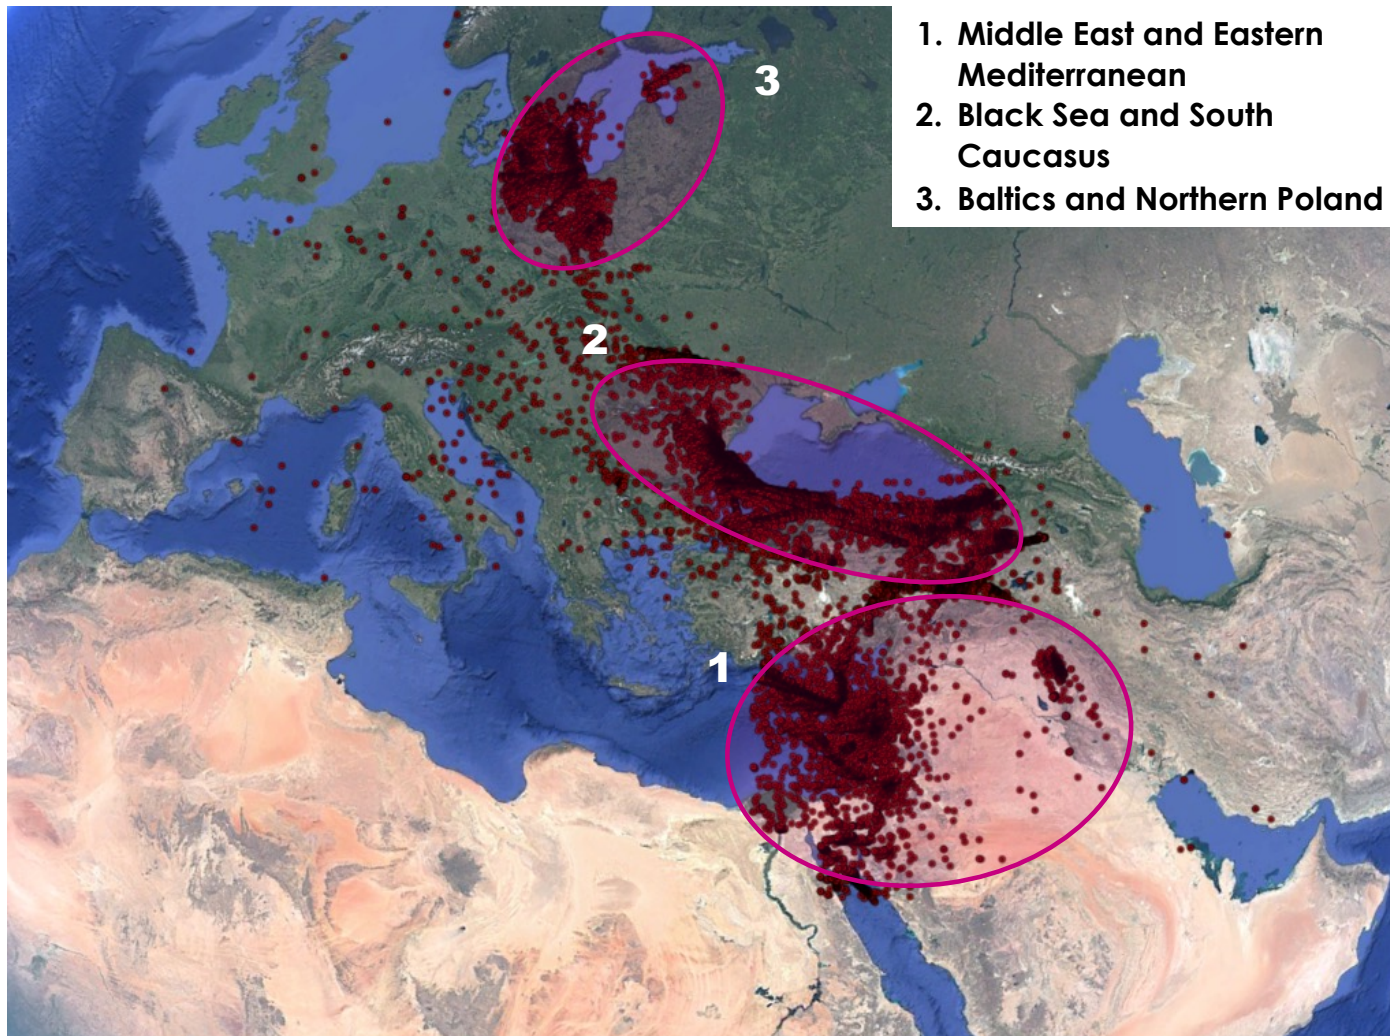 1. Middle East and Eastern
Mediterranean
2. Black Sea and South
Caucasus
3. Baltics and Northern Poland
3
2
1